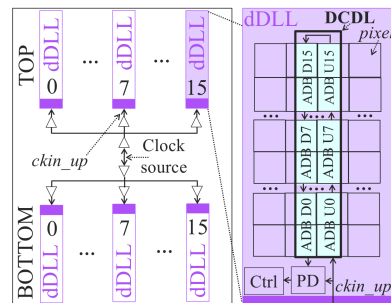 TOP
dDLL
0
...
dDLL
7
...
dDLL
15
ckin_up
Clock
source
BOTTOM
0
dDLL
...
7
dDLL
...
15
dDLL
dDLL
DCDL
pixel
ADB D15
ADB U15
...
...
...
ADB D7
ADB U7
...
...
...
ADB D0
ADB U0
Ctrl
PD
ckin_up